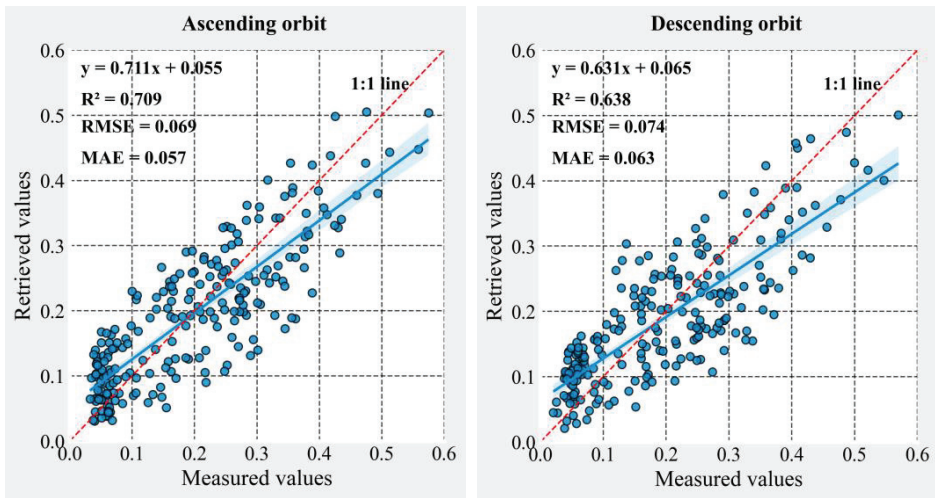 Ascending orbit
0.6
0.5
0.4
0.3
0.2
0.1
0.0
Retrieved values
y = 0.711x + 0.055
R² = 0.709
RMSE = 0.069
MAE = 0.057
1:1 line
0.0 0.1 0.2 0.3 0.4 0.5 0.6
Measured values
Descending orbit
0.6
0.5
0.4
0.3
0.2
0.1
0.0
Retrieved values
y = 0.631x + 0.065
R² = 0.638
RMSE = 0.074
MAE = 0.063
1:1 line
0.0 0.1 0.2 0.3 0.4 0.5 0.6
Measured values